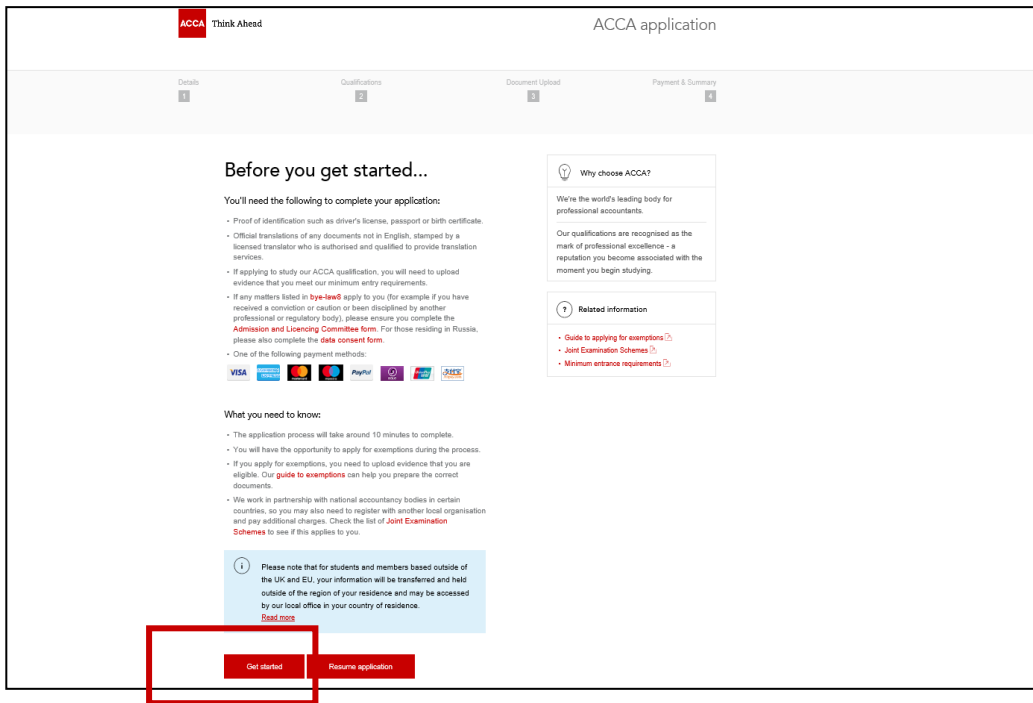 ACCA Think Ahead
ACCA application
Details
Qualifications
Document Upload
Payment & Summary
1
2
3
4
Before you get started...
You'll need the following to complete your application:
• Proof of identification such as driver's license, passport or birth certificate.
• Official translations of any documents not in English, stamped by a
licensed translator who is authorised and qualified to provide translation
services.
• If applying to study our ACCA qualification, you will need to upload
evidence that you meet our minimum entry requirements.
• If any matters listed in bye-law8 apply to you (for example if you have
received a conviction or caution or been disciplined by another
professional or regulatory body), please ensure you complete the
Admission and Licencing Committee form. For those residing in Russia,
please also complete the data consent form.
• One of the following payment methods:
VISA
PayPal
What you need to know:
• The application process will take around 10 minutes to complete.
• You will have the opportunity to apply for exemptions during the process.
• If you apply for exemptions, you need to upload evidence that you are
eligible. Our guide to exemptions can help you prepare the correct
documents.
• We work in partnership with national accountancy bodies in certain
countries, so you may also need to register with another local organisation
and pay additional charges. Check the list of Joint Examination
Schemes to see if this applies to you.
i
Please note that for students and members based outside of
the UK and EU, your information will be transferred and held
outside of the region of your residence and may be accessed
by our local office in your country of residence.
Read more
Get started
Resume application
Why choose ACCA?
We're the world's leading body for
professional accountants.
Our qualifications are recognised as the
mark of professional excellence - a
reputation you become associated with the
moment you begin studying.
? Related information
• Guide to applying for exemptions
• Joint Examination Schemes
• Minimum entrance requirements